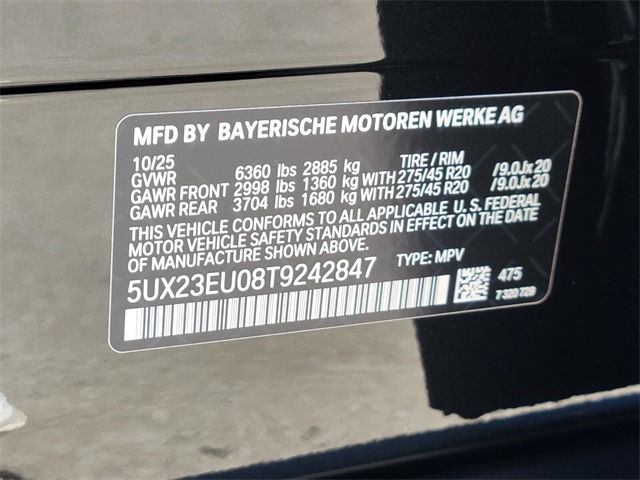 MFD BY BAYERISCHE MOTOREN WERKE AG
10/25 TIRE / RIM
GVWR 6360 lbs 2885 kg
GAWR FRONT 2998 lbs 1360 kg WITH 275/45 R20 /9.0Jx20
GAWR REAR 3704 lbs 1680 kg WITH 275/45 R20 /9.0Jx20
THIS VEHICLE CONFORMS TO ALL APPLICABLE U.S. FEDERAL
MOTOR VEHICLE SAFETY STANDARDS IN EFFECT ON THE DATE
OF MANUFACTURE SHOWN ABOVE.
5UX23EU08T9242847 TYPE: MPV
475
7320729